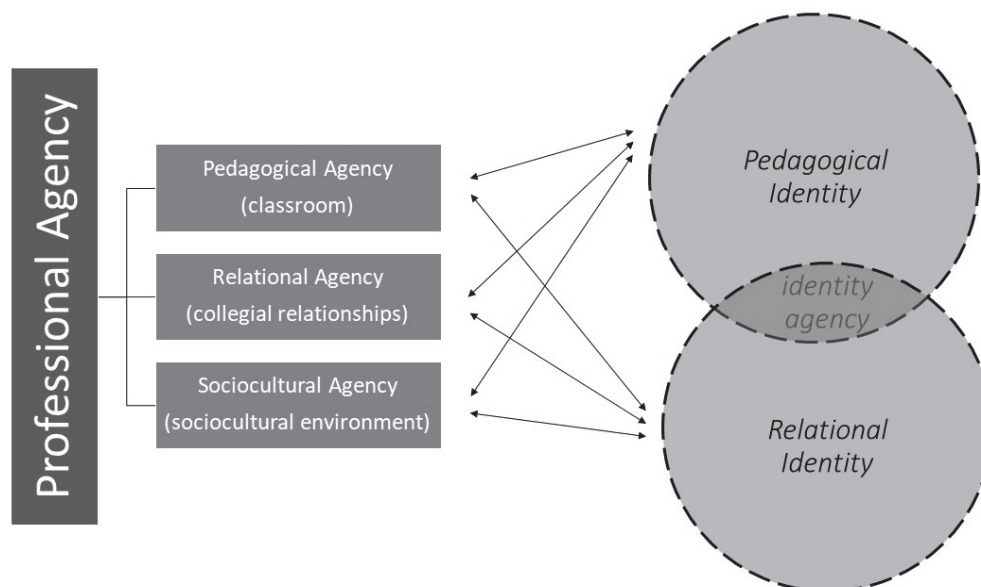 Professional Agency
Pedagogical Agency
(classroom)
Relational Agency
(collegial relationships)
Sociocultural Agency
(sociocultural environment)
Pedagogical
Identity
identity
agency
Relational
Identity